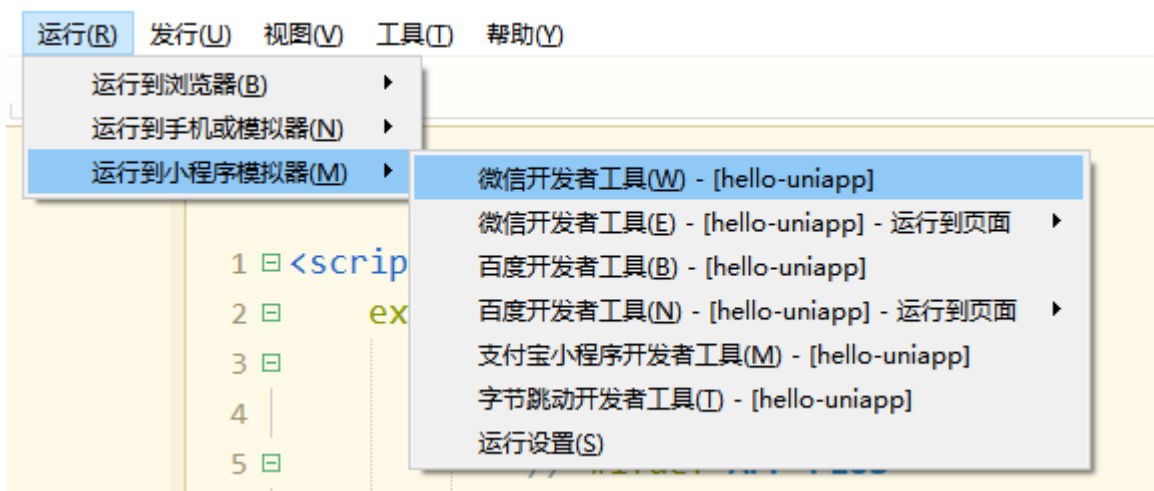 运行(R) 发行(U) 视图(V) 工具(T) 帮助(Y)
运行到浏览器(B)
运行到手机或模拟器(N)
运行到小程序模拟器(M)
微信开发者工具(W) - [hello-uniapp]
微信开发者工具(E) - [hello-uniapp] - 运行到页面
百度开发者工具(B) - [hello-uniapp]
百度开发者工具(N) - [hello-uniapp] - 运行到页面
支付宝小程序开发者工具(M) - [hello-uniapp]
字节跳动开发者工具(T) - [hello-uniapp]
运行设置(S)
1 <scrip
2 ex
3
4
5